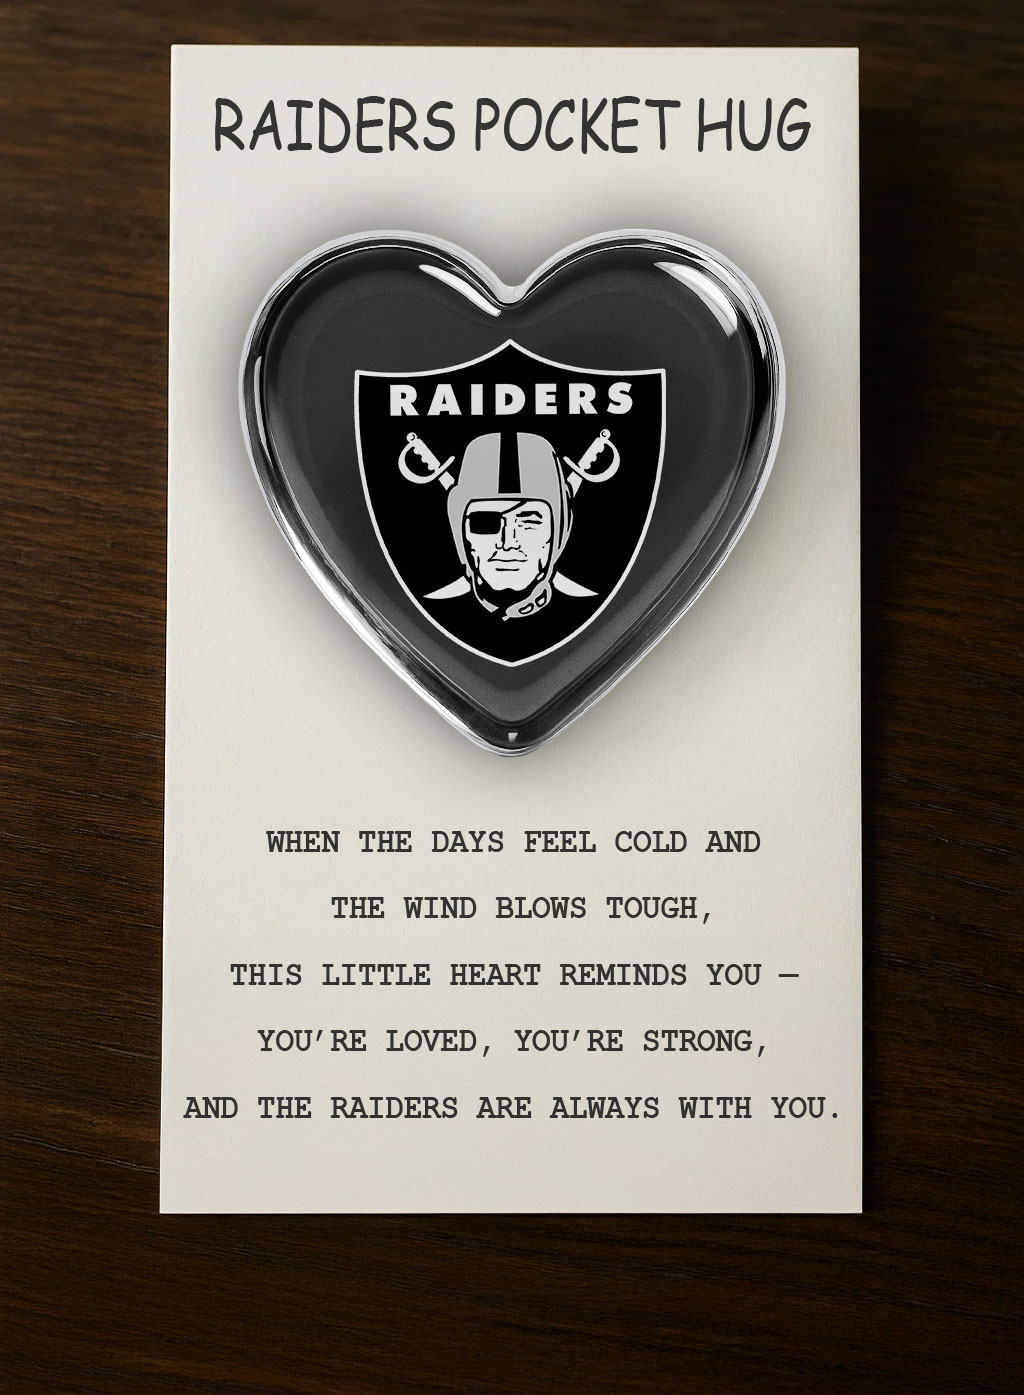 RAIDERS POCKET HUG
RAIDERS
WHEN THE DAYS FEEL COLD AND
THE WIND BLOWS TOUGH,
THIS LITTLE HEART REMINDS YOU —
YOU’RE LOVED, YOU’RE STRONG,
AND THE RAIDERS ARE ALWAYS WITH YOU.